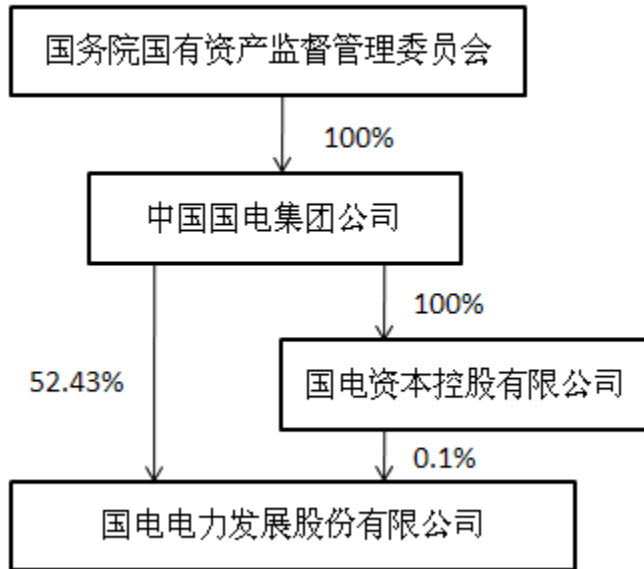 国务院国有资产监督管理委员会
100%
中国国电集团公司
100%
52.43%
国电资本控股有限公司
0.1%
国电电力发展股份有限公司